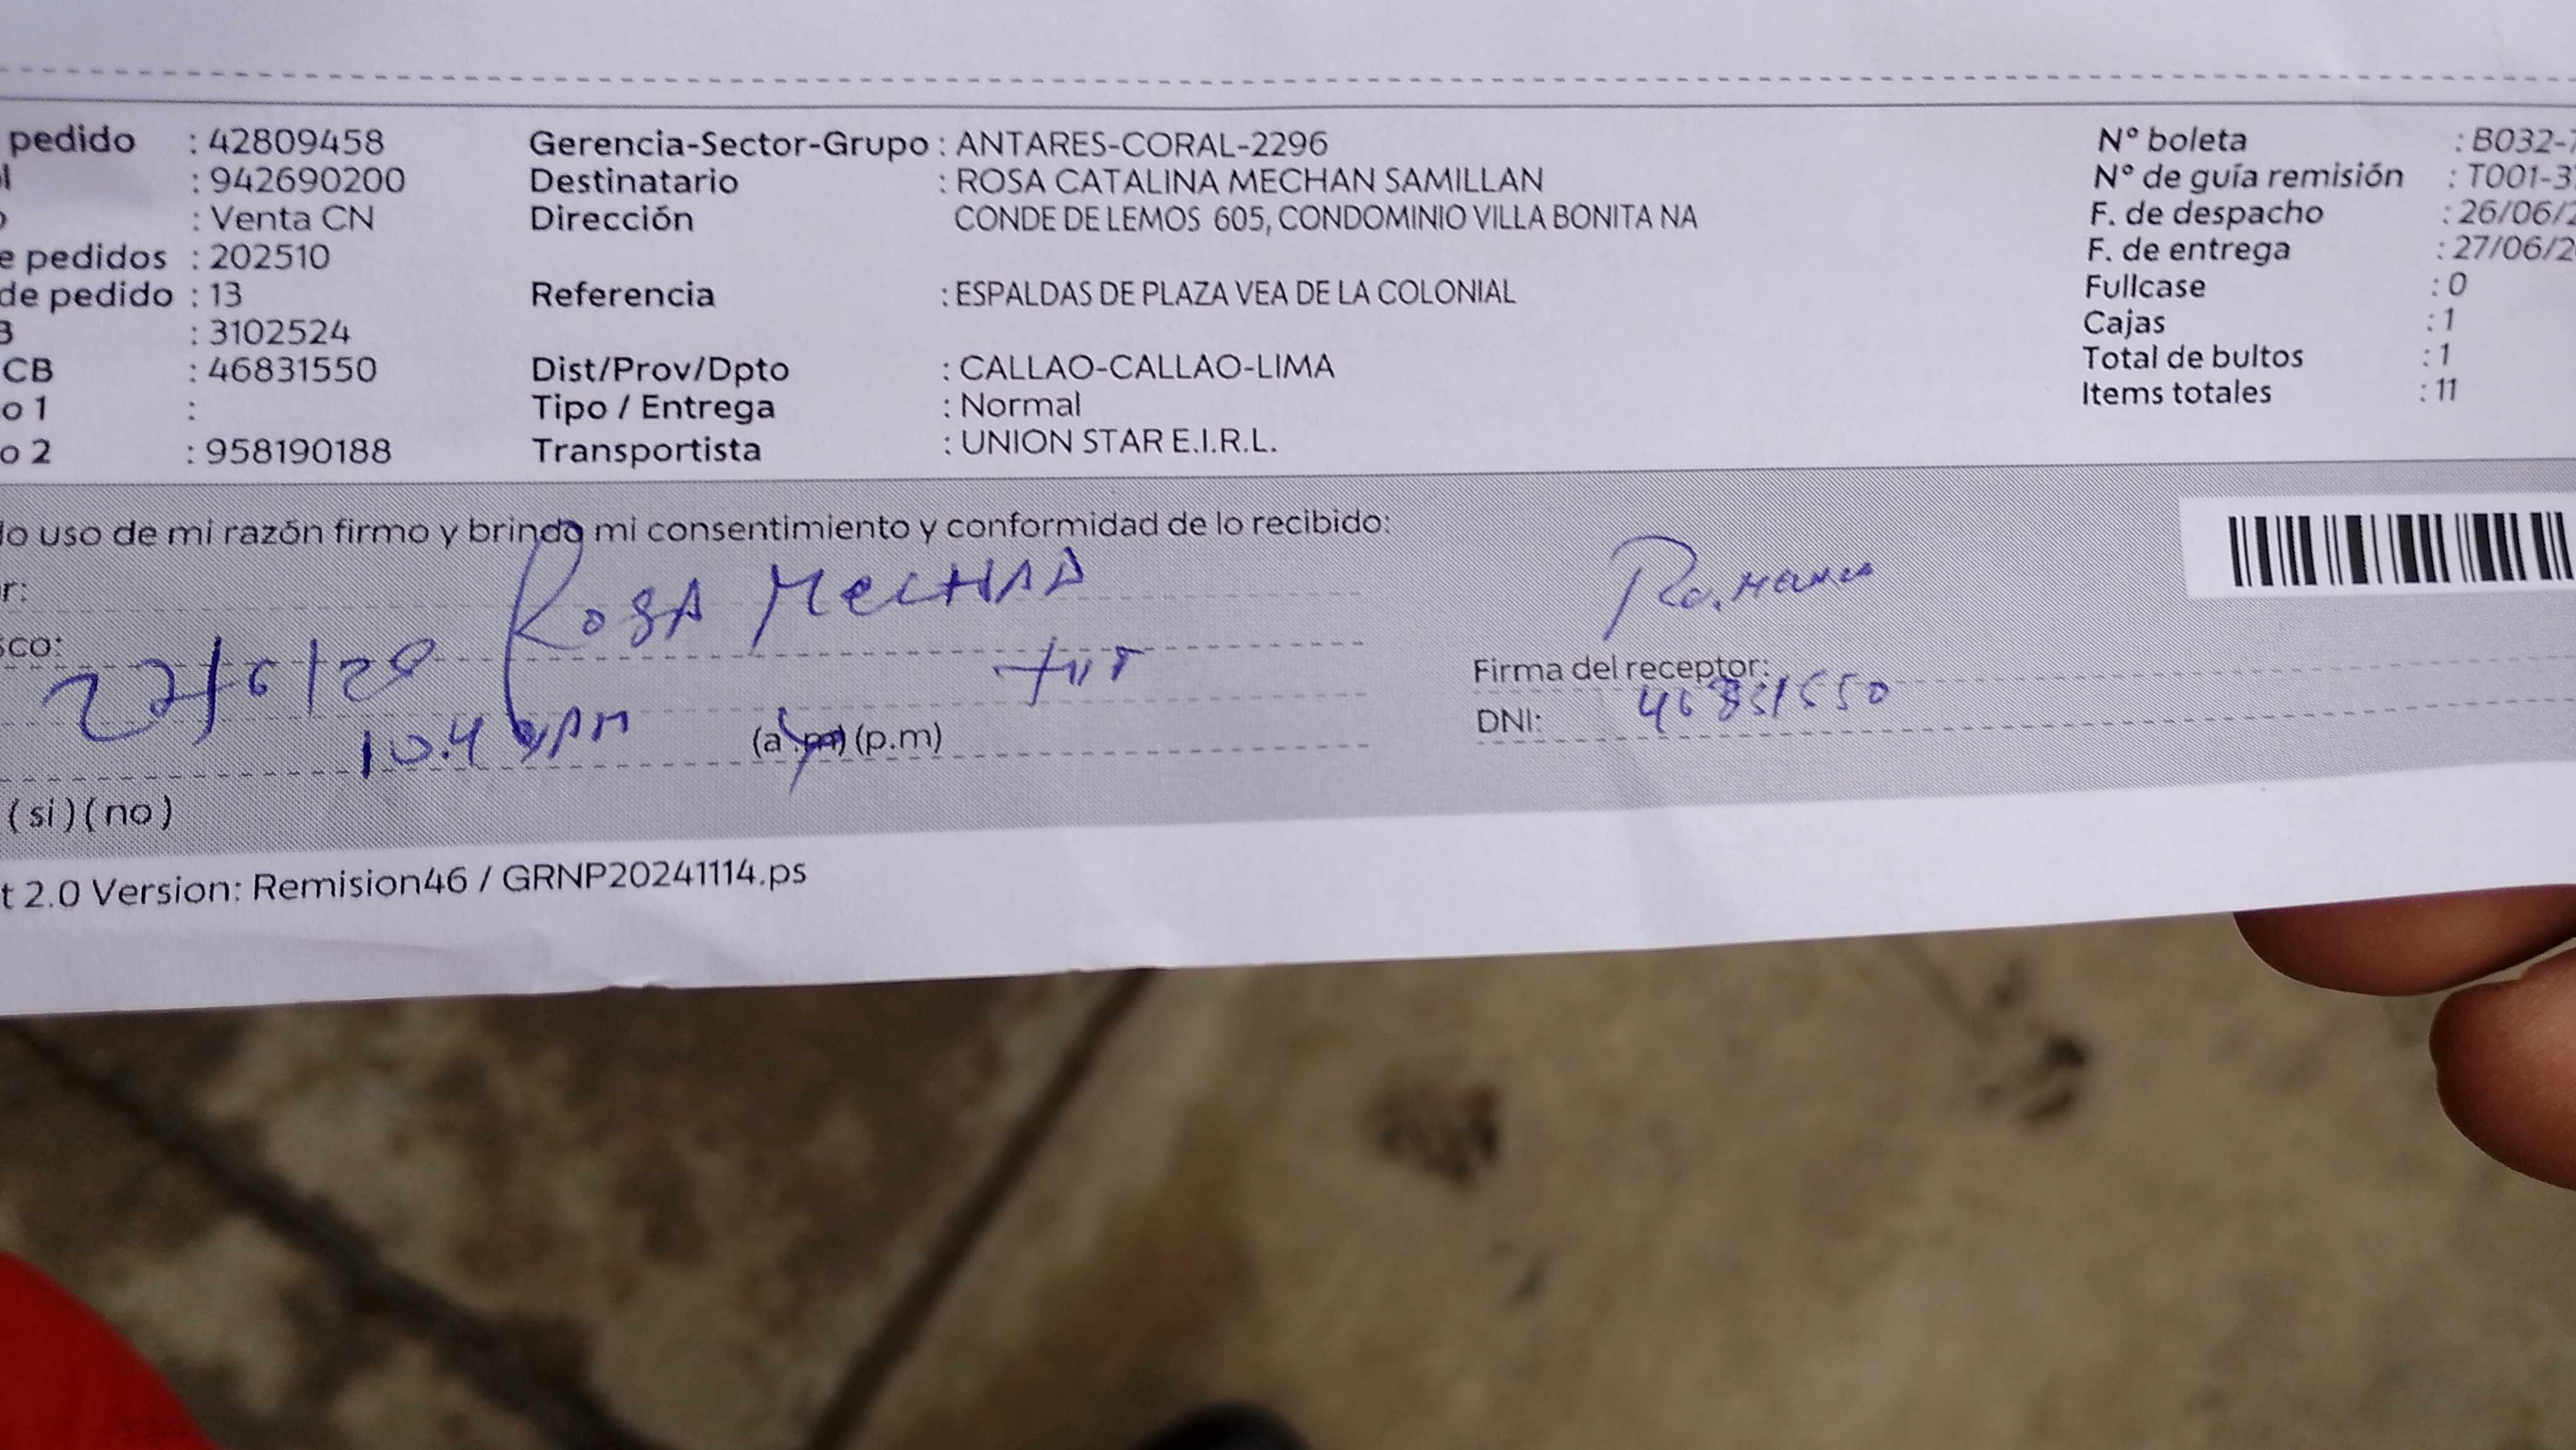 pedido : 42809458 Gerencia-Sector-Grupo : ANTARES-CORAL-2296 N° boleta : B032-
l : 942690200 Destinatario : ROSA CATALINA MECHAN SAMILLAN N° de guía remisión : T001-3
: Venta CN Dirección CONDE DE LEMOS 605, CONDOMINIO VILLA BONITA NA F. de despacho : 26/06/2
e pedidos : 202510 F. de entrega : 27/06/2
de pedido : 13 Referencia : ESPALDAS DE PLAZA VEA DE LA COLONIAL Fullcase : 0
: 3102524 Cajas : 1
CB : 46831550 Dist/Prov/Dpto : CALLAO-CALLAO-LIMA Total de bultos : 1
o 1 : Tipo / Entrega : Normal Items totales : 11
o 2 : 958190188 Transportista : UNION STAR E.I.R.L.
lo uso de mi razón firmo y brindo mi consentimiento y conformidad de lo recibido:
r: ROSA MECHAN
sco: tit
27/6/20 Firma del receptor:
(a.m) (p.m) DNI: 46831550
( si ) ( no )
t 2.0 Version: Remision46 / GRNP20241114.ps